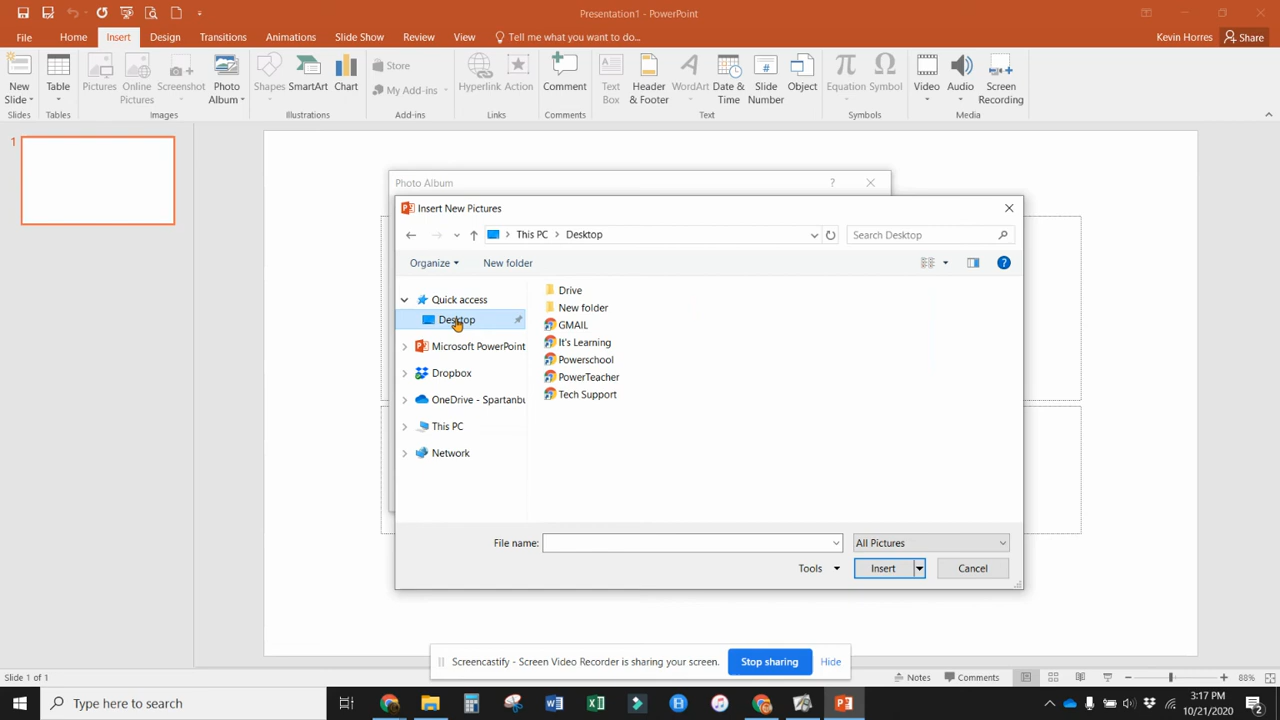 Presentation1 - PowerPoint
File Home Insert Design Transitions Animations Slide Show Review View Tell me what you want to do... Kevin Horres Share
New Slide Table Pictures Online Pictures Screenshot Photo Album Shapes SmartArt Chart Store My Add-ins Hyperlink Action Comment Text Box Header & Footer WordArt Date & Time Slide Number Object Equation Symbol Video Audio Screen Recording
Slides Tables Images Illustrations Add-ins Links Comments Text Symbols Media
1
Photo Album ?
Insert New Pictures
This PC > Desktop Search Desktop
Organize New folder ?
Quick access
Desktop
Microsoft PowerPoint
Dropbox
OneDrive - Spartanbu
This PC
Network
Drive
New folder
GMAIL
It's Learning
Powerschool
PowerTeacher
Tech Support
File name: All Pictures
Tools Insert Cancel
Screencastify - Screen Video Recorder is sharing your screen. Stop sharing Hide
Slide 1 of 1 Notes Comments 88%
Type here to search 3:17 PM
10/21/2020 2